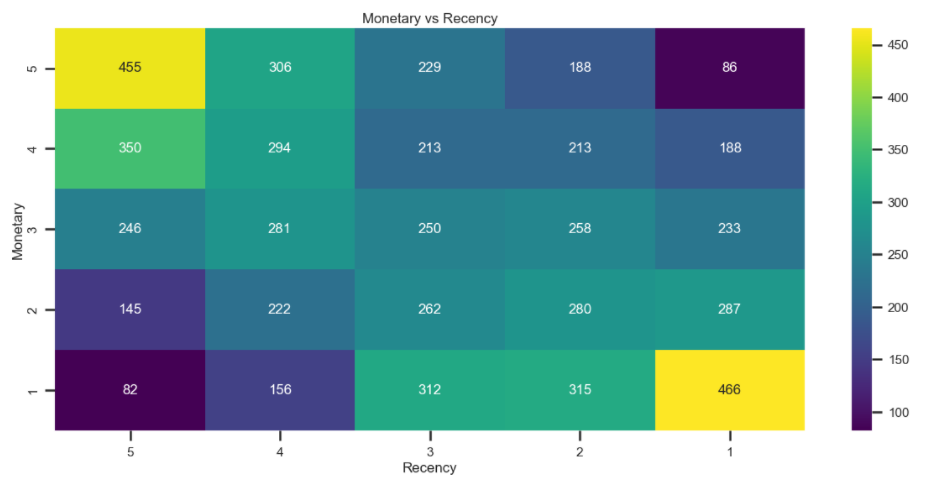 Monetary vs Recency
5 455 306 229 188 86
4 350 294 213 213 188
3 246 281 250 258 233
2 145 222 262 280 287
1 82 156 312 315 466
5 4 3 2 1
Recency
Monetary
450
400
350
300
250
200
150
100